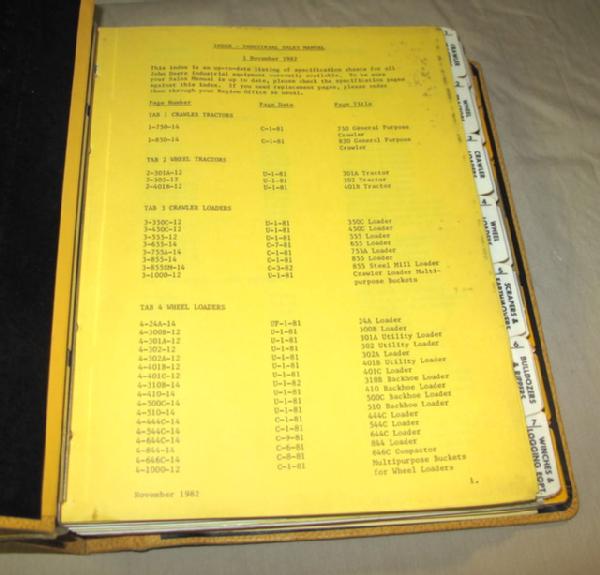 INDEX - INDUSTRIAL SALES MANUAL
1 November 1982
This index is an up-to-date listing of specification sheets for all
John Deere Industrial equipment currently available. To be sure
your Sales Manual is up to date, please check the specification pages
against this index. If you need replacement pages, please order
them through your Region Office as usual.
Page Number Page Date Page Title
TAB 1 CRAWLER TRACTORS
1-750-14 C-1-81 750 General Purpose
Crawler
1-850-14 C-1-81 850 General Purpose
Crawler
TAB 2 WHEEL TRACTORS
2-301A-12 U-1-81 301A Tractor
U-1-81 302 Tractor
2-401B-12 U-1-81 401B Tractor
TAB 3 CRAWLER LOADERS
3-350C-12 U-1-81 350C Loader
3-450C-12 U-1-81 450C Loader
3-555-12 U-1-81 555 Loader
3-655-14 C-7-81 655 Loader
3-755A-14 C-1-81 755A Loader
3-855-14 C-1-81 855 Loader
3-855SM-14 C-3-82 855 Steel Mill Loader
3-1000-12 C-1-81 Crawler Loader Multi-
purpose Buckets
TAB 4 WHEEL LOADERS
4-24A-14 UF-1-81 24A Loader
4-300B-12 U-1-81 300B Loader
4-301A-12 U-1-81 301A Utility Loader
4-302-12 U-1-81 302 Utility Loader
4-302A-12 U-1-81 302A Loader
4-401B-12 U-1-81 401B Utility Loader
4-401C-12 U-1-81 401C Loader
4-310B-14 U-1-82 310B Backhoe Loader
4-410-14 U-1-81 410 Backhoe Loader
4-500C-14 U-1-81 500C Backhoe Loader
4-510-14 U-1-81 510 Backhoe Loader
4-444C-14 C-1-81 444C Loader
4-544C-14 C-1-81 544C Loader
4-644C-14 C-9-81 644C Loader
4-844-14 C-6-81 844 Loader
4-646C-14 C-8-81 646C Compactor
4-1000-12 C-1-81 Multipurpose Buckets
for Wheel Loaders
November 1982
1.
CRAWLER
2
WHEEL
CRAWLER
LOADERS
4
WHEEL
LOADERS
5
SCRAPERS &
EARTHMOVERS
6
BULLDOZERS
& RIPPERS
7
WINCHES &
LOGGING EQPT.